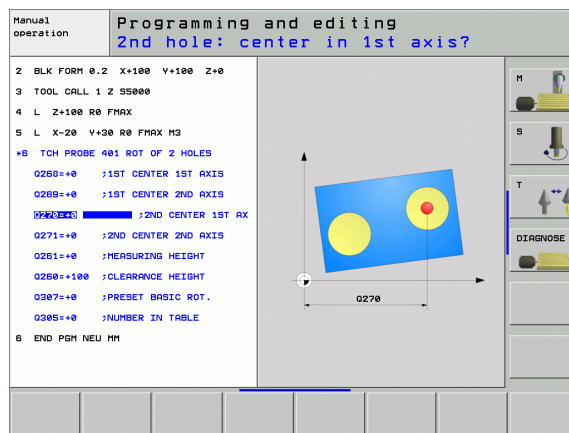 Manual
operation
Programming and editing
2nd hole: center in 1st axis?
2 BLK FORM 0.2 X+100 Y+100 Z+0
3 TOOL CALL 1 Z S5000
4 L Z+100 R0 FMAX
5 L X-20 Y+30 R0 FMAX M3
*6 TCH PROBE 401 ROT OF 2 HOLES
Q268=+0 ;1ST CENTER 1ST AXIS
Q269=+0 ;1ST CENTER 2ND AXIS
Q270=+0 ;2ND CENTER 1ST AX
Q271=+0 ;2ND CENTER 2ND AXIS
Q261=+0 ;MEASURING HEIGHT
Q260=+100 ;CLEARANCE HEIGHT
Q307=+0 ;PRESET BASIC ROT.
Q305=+0 ;NUMBER IN TABLE
6 END PGM NEU MM
Q270
M
S
T
DIAGNOSE